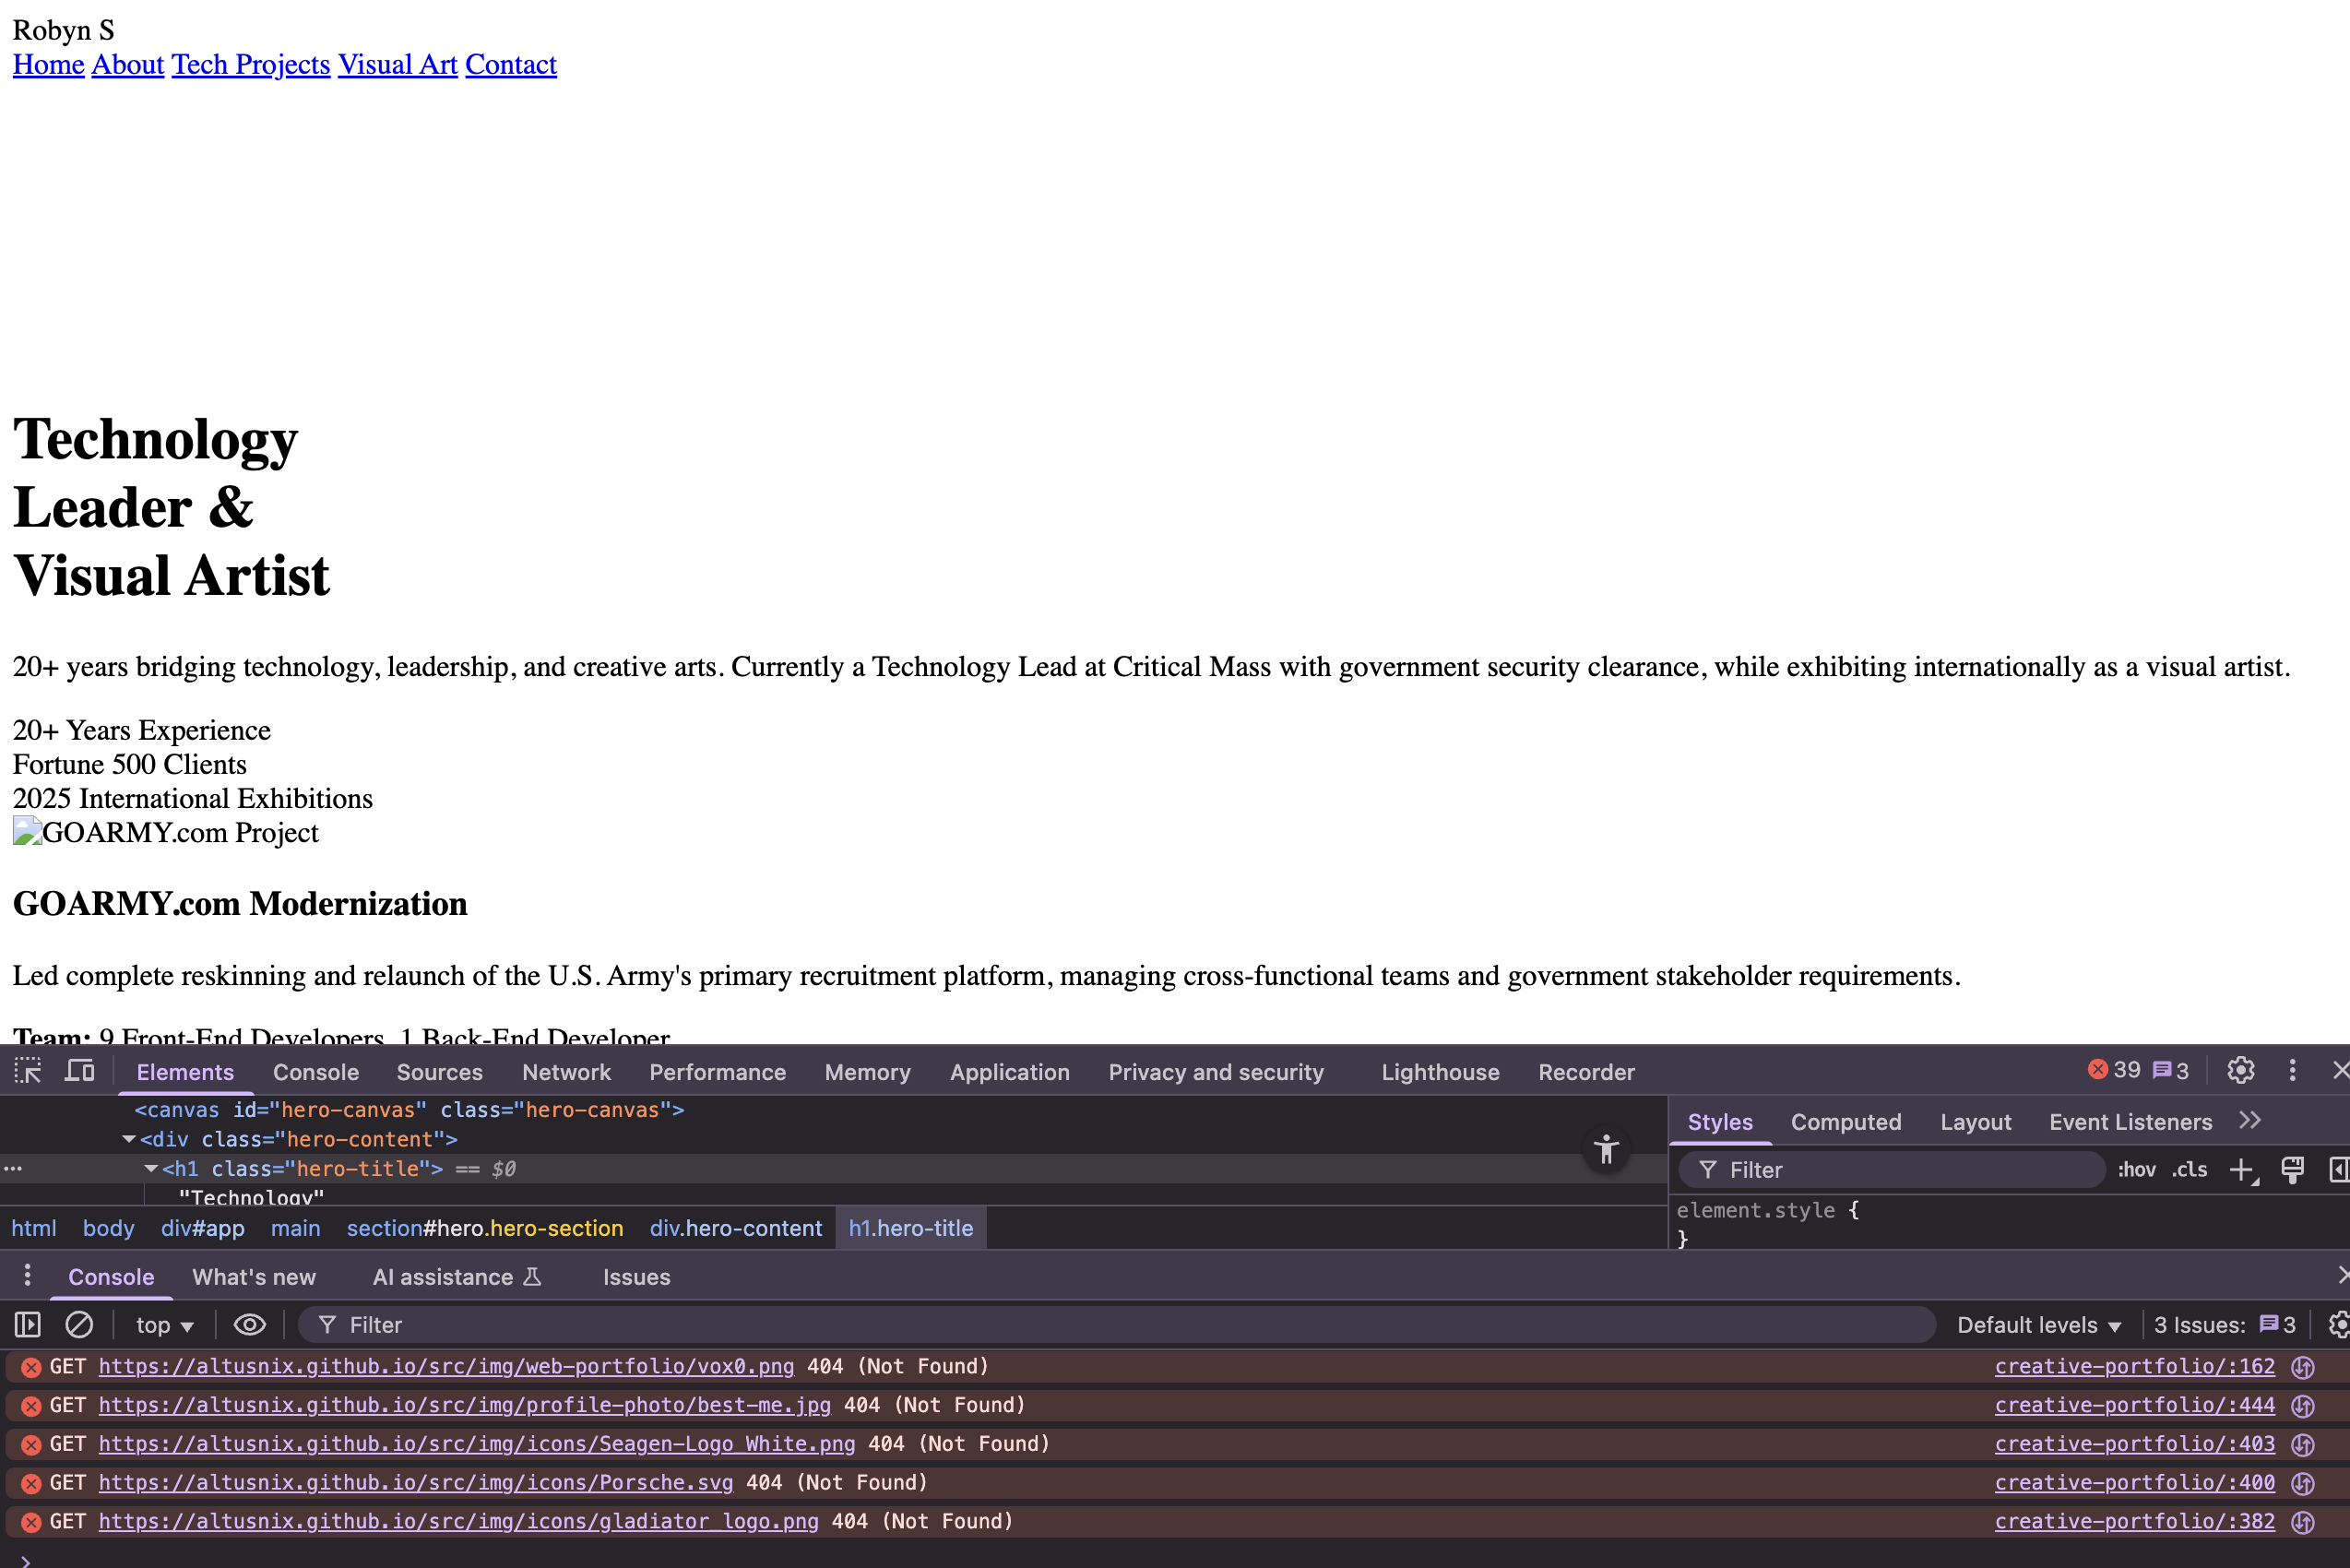 Robyn S
Home About Tech Projects Visual Art Contact
Technology
Leader &
Visual Artist
20+ years bridging technology, leadership, and creative arts. Currently a Technology Lead at Critical Mass with government security clearance, while exhibiting internationally as a visual artist.
20+ Years Experience
Fortune 500 Clients
2025 International Exhibitions
GOARMY.com Project
GOARMY.com Modernization
Led complete reskinning and relaunch of the U.S. Army's primary recruitment platform, managing cross-functional teams and government stakeholder requirements.
Team: 9 Front-End Developers, 1 Back-End Developer
Elements Console Sources Network Performance Memory Application Privacy and security Lighthouse Recorder 39 3
<canvas id="hero-canvas" class="hero-canvas">
<div class="hero-content">
<h1 class="hero-title"> == $0
"Technology"
html body div#app main section#hero.hero-section div.hero-content h1.hero-title
Styles Computed Layout Event Listeners
Filter :hov .cls
element.style {
}
Console What's new AI assistance Issues
top Filter Default levels 3 Issues: 3
GET https://altusnix.github.io/src/img/web-portfolio/vox0.png 404 (Not Found) creative-portfolio/:162
GET https://altusnix.github.io/src/img/profile-photo/best-me.jpg 404 (Not Found) creative-portfolio/:444
GET https://altusnix.github.io/src/img/icons/Seagen-Logo_White.png 404 (Not Found) creative-portfolio/:403
GET https://altusnix.github.io/src/img/icons/Porsche.svg 404 (Not Found) creative-portfolio/:400
GET https://altusnix.github.io/src/img/icons/gladiator_logo.png 404 (Not Found) creative-portfolio/:382